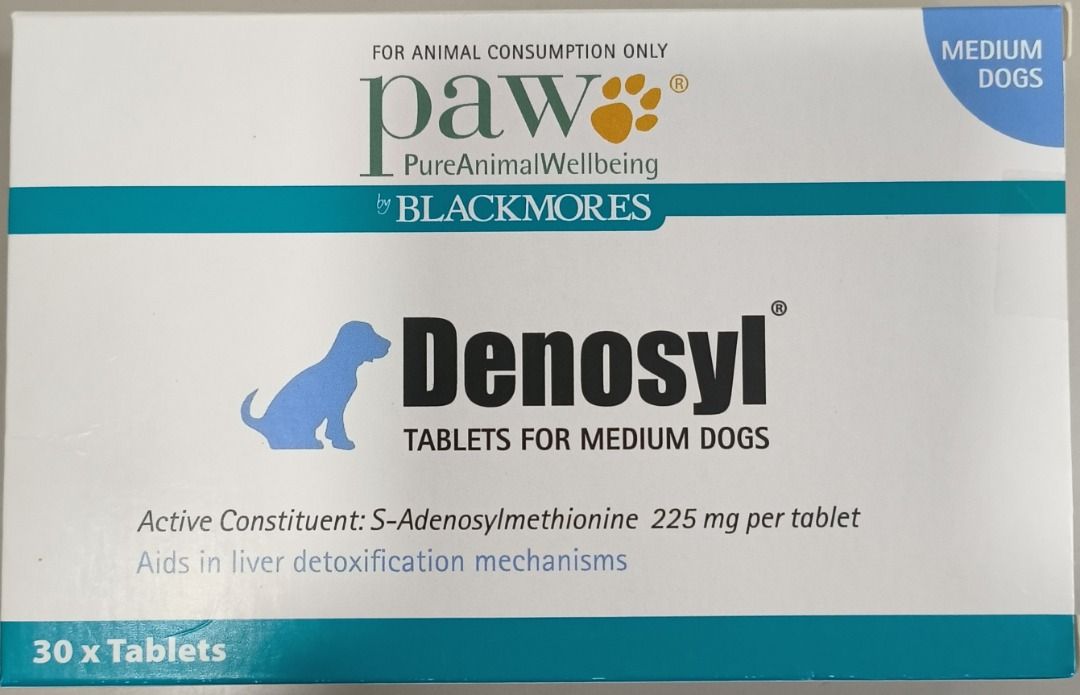 FOR ANIMAL CONSUMPTION ONLY
MEDIUM
DOGS
paw®
PureAnimalWellbeing
by BLACKMORES
Denosyl®
TABLETS FOR MEDIUM DOGS
Active Constituent: S-Adenosylmethionine 225 mg per tablet
Aids in liver detoxification mechanisms
30 x Tablets